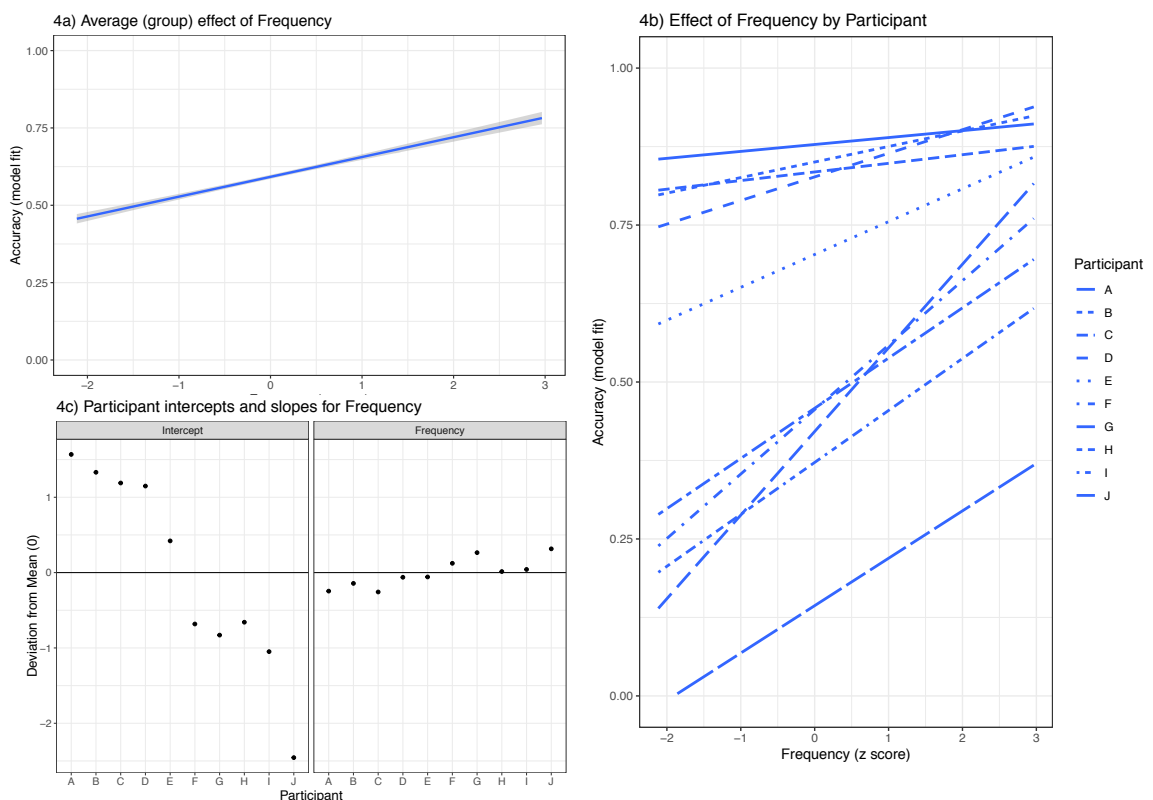 4a) Average (group) effect of Frequency
Accuracy (model fit)
1.00
0.75
0.50
0.25
0.00
−2
−1
0
1
2
3
4c) Participant intercepts and slopes for Frequency
Intercept
Frequency
Deviation from Mean (0)
1
0
−1
−2
A B C D E F G H I J
A B C D E F G H I J
Participant
4b) Effect of Frequency by Participant
Accuracy (model fit)
1.00
0.75
0.50
0.25
0.00
−2
−1
0
1
2
3
Frequency (z score)
Participant
A
B
C
D
E
F
G
H
I
J